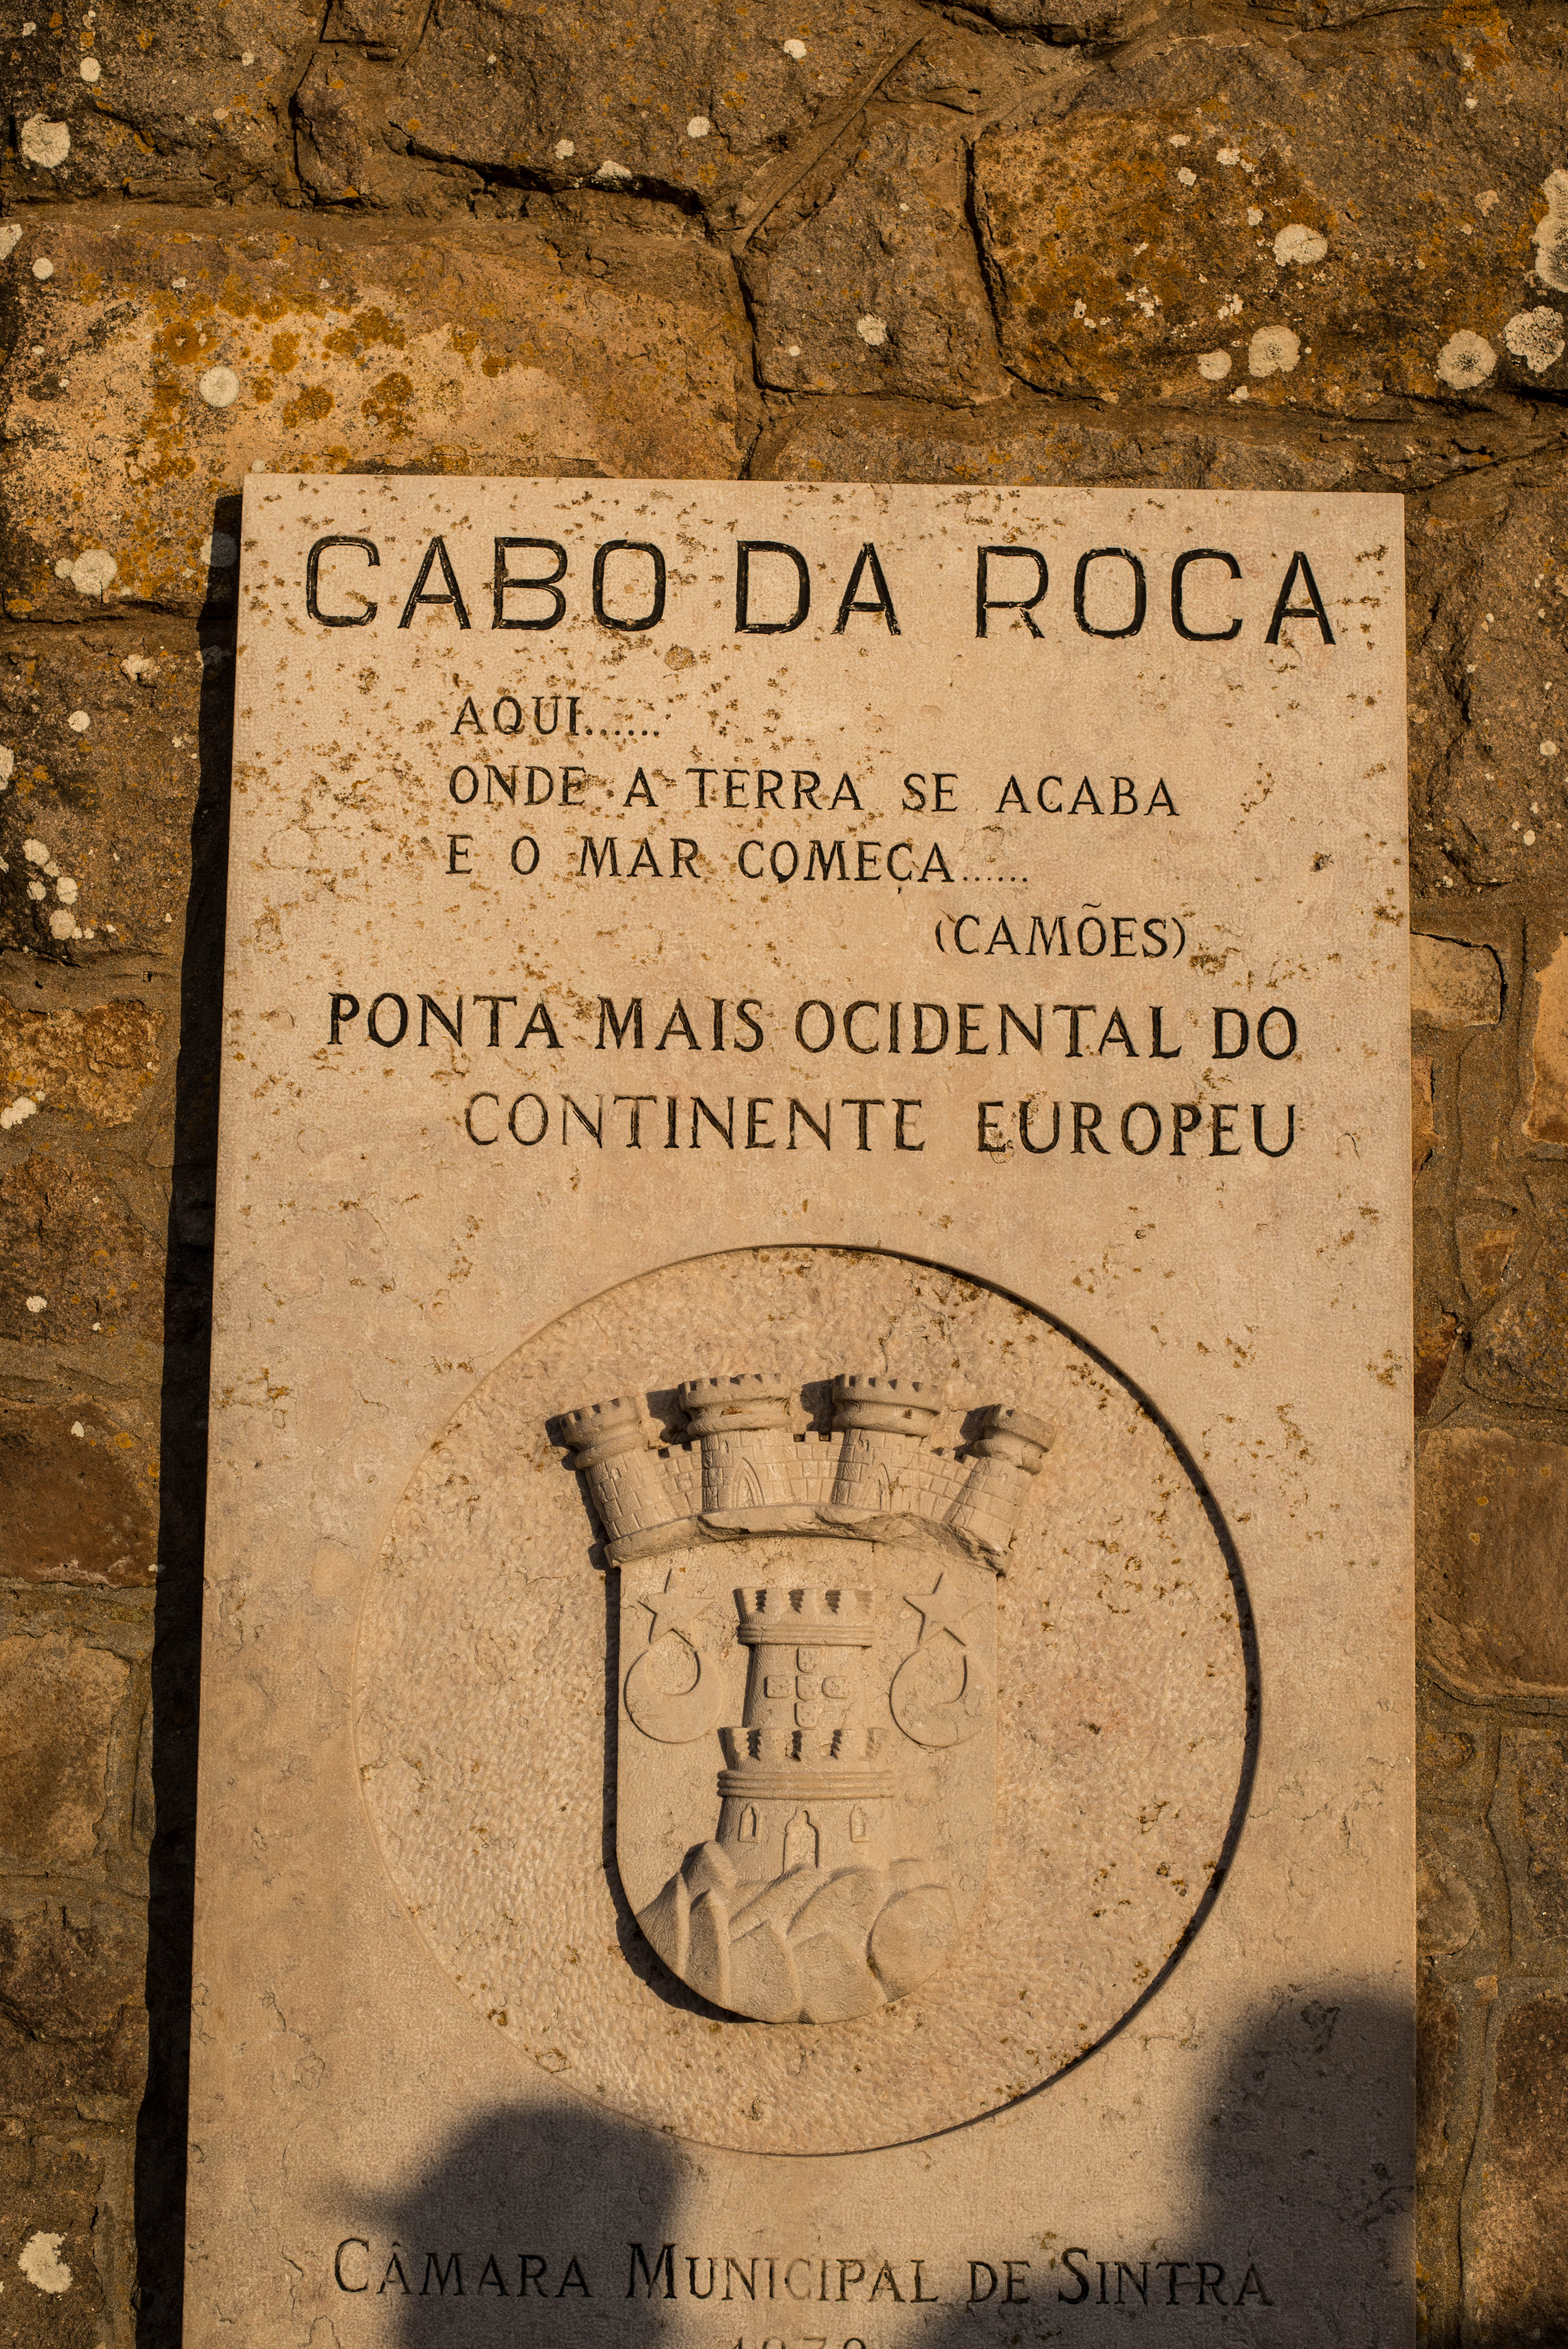 CABO DA ROCA
AQUI......
ONDE A TERRA SE ACABA
E O MAR COMEÇA......
(CAMÕES)
PONTA MAIS OCIDENTAL DO
CONTINENTE EUROPEU
CÂMARA MUNICIPAL DE SINTRA